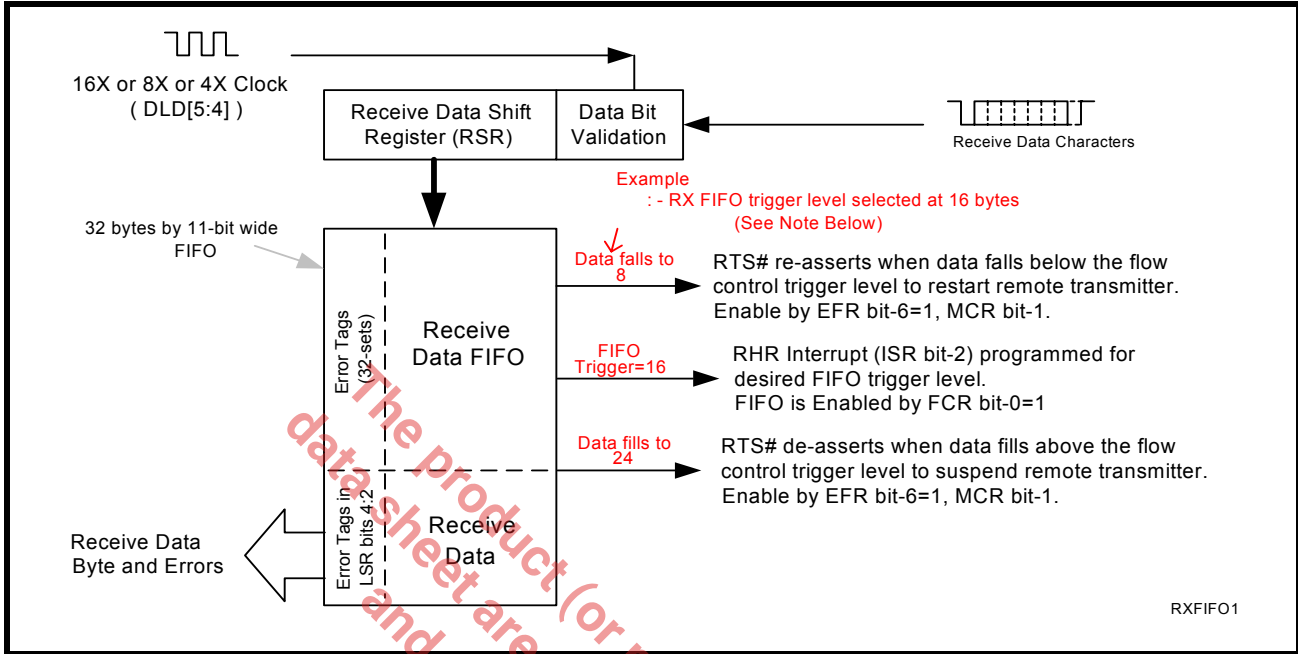 16X or 8X or 4X Clock
( DLD[5:4] )
Receive Data Shift
Register (RSR)
Data Bit
Validation
Receive Data Characters
Example
: - RX FIFO trigger level selected at 16 bytes
(See Note Below)
32 bytes by 11-bit wide
FIFO
Error Tags
(32-sets)
Receive
Data FIFO
Data falls to
8
RTS# re-asserts when data falls below the flow
control trigger level to restart remote transmitter.
Enable by EFR bit-6=1, MCR bit-1.
FIFO
Trigger=16
RHR Interrupt (ISR bit-2) programmed for
desired FIFO trigger level.
FIFO is Enabled by FCR bit-0=1
Data fills to
24
RTS# de-asserts when data fills above the flow
control trigger level to suspend remote transmitter.
Enable by EFR bit-6=1, MCR bit-1.
Error Tags in
LSR bits 4:2
Receive
Data
Receive Data
Byte and Errors
RXFIFO1
The product (or
data sheet are
and